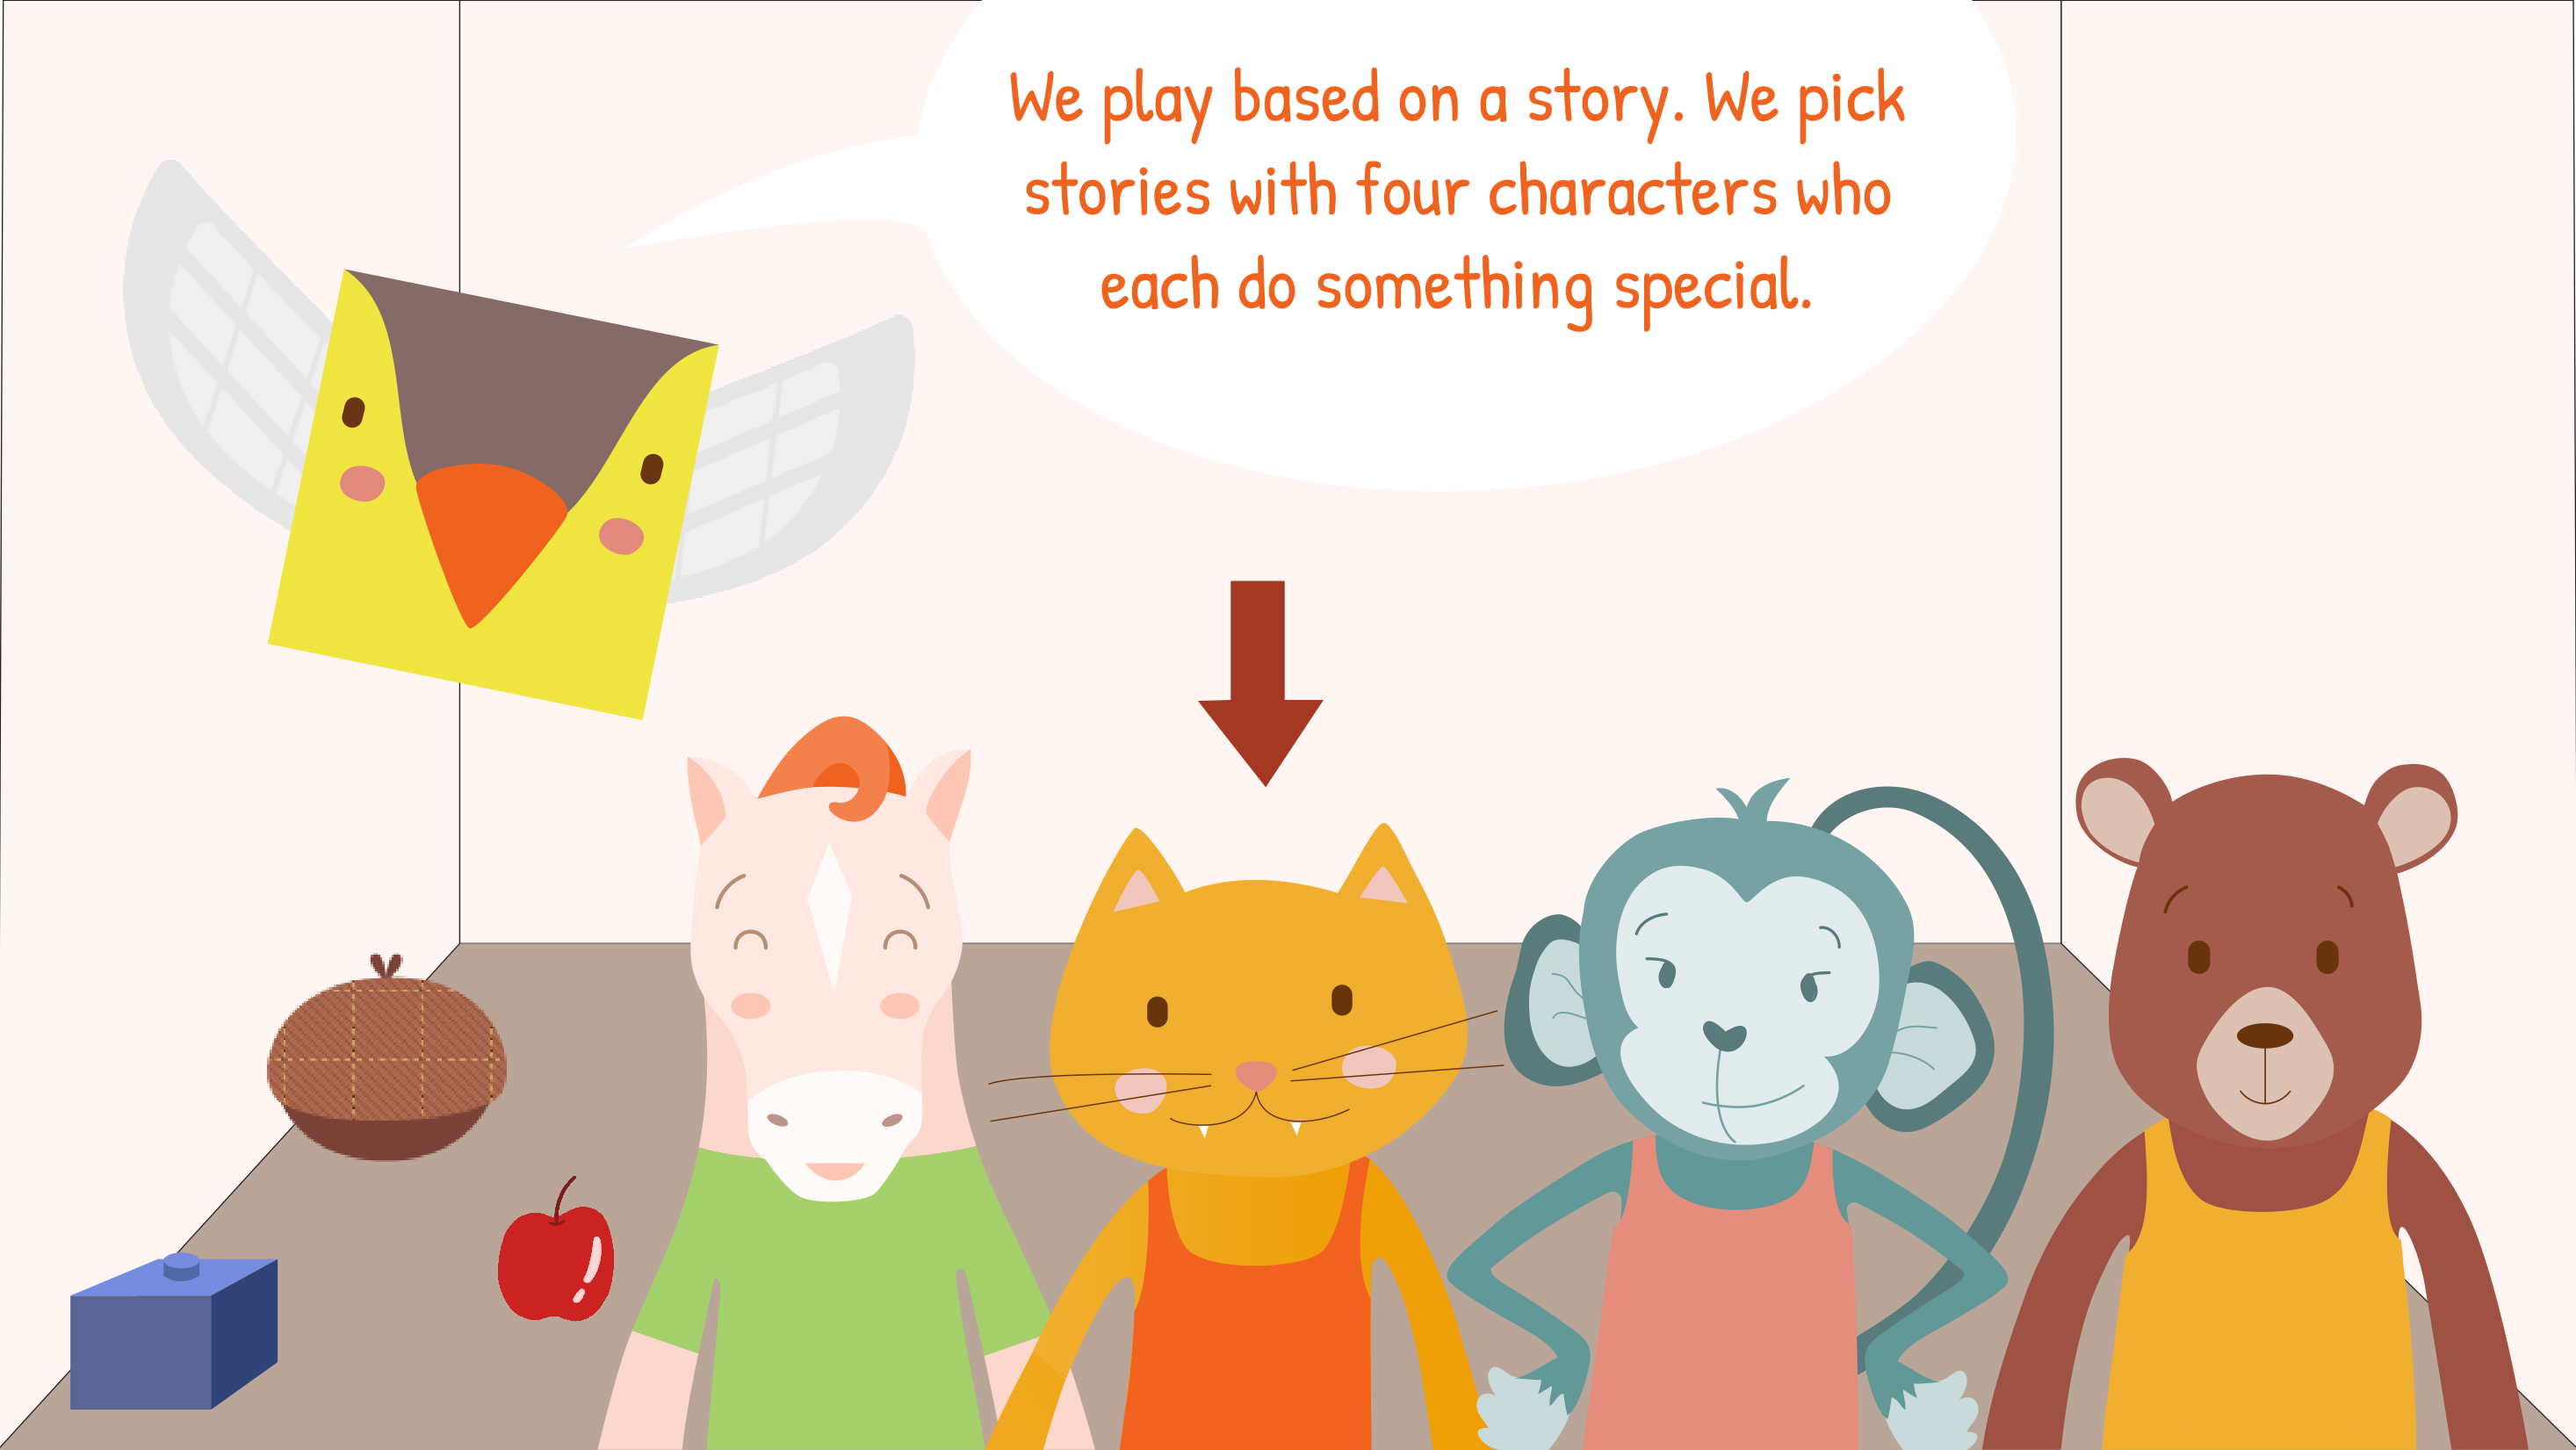 We play based on a story. We pick
stories with four characters who
each do something special.